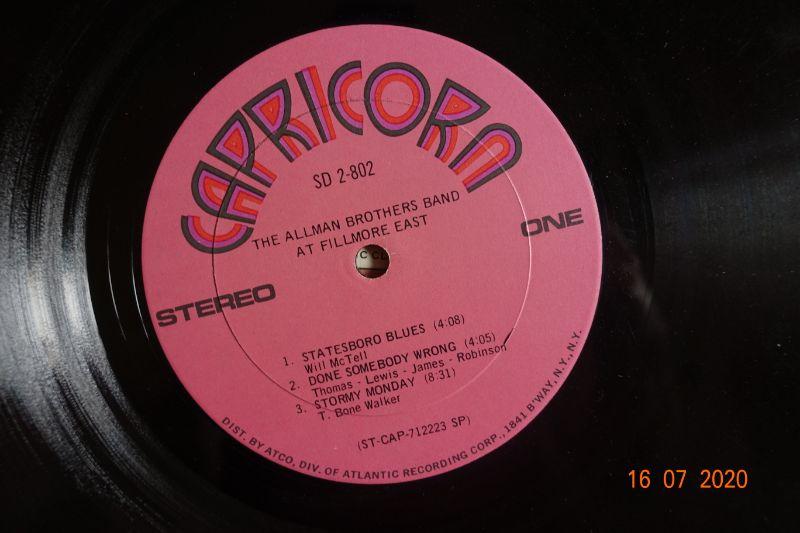 CAPRICORN
SD 2-802
THE ALLMAN BROTHERS BAND
AT FILLMORE EAST
STEREO
ONE
1. STATESBORO BLUES (4:08)
Will McTell
2. DONE SOMEBODY WRONG (4:05)
Thomas - Lewis - James - Robinson
3. STORMY MONDAY (8:31)
T. Bone Walker
(ST-CAP-712223 SP)
DIST. BY ATCO, DIV. OF ATLANTIC RECORDING CORP., 1841 B'WAY, N.Y., N.Y.
16 07 2020